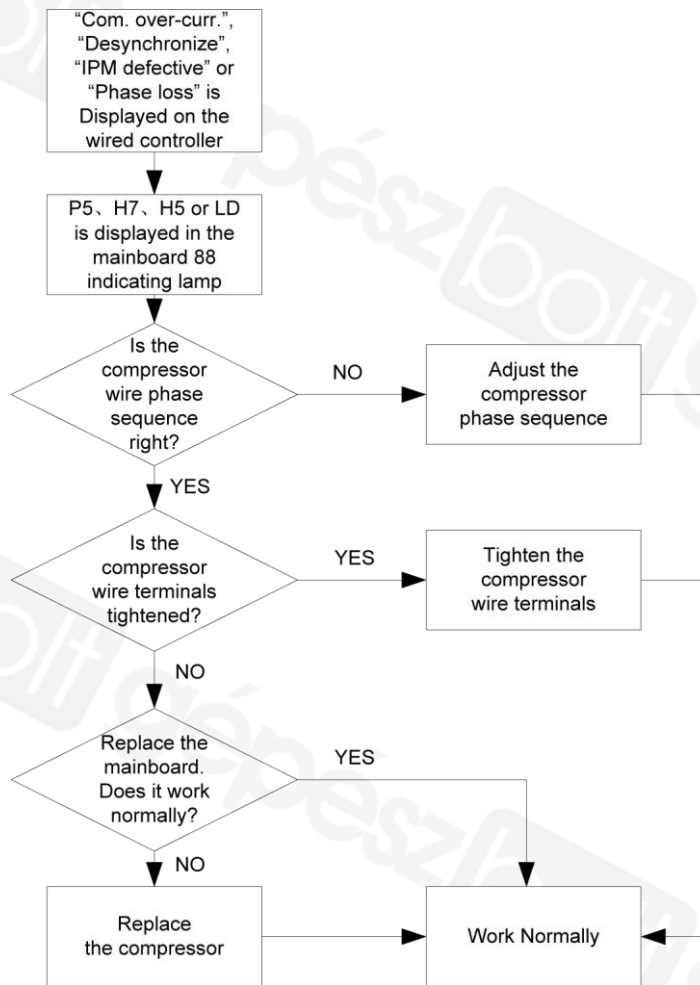 “Com. over-curr.”,
“Desynchronize”,
“IPM defective” or
“Phase loss” is
Displayed on the
wired controller
P5、H7、H5 or LD
is displayed in the
mainboard 88
indicating lamp
Is the
compressor
wire phase
sequence
right?
NO
Adjust the
compressor
phase sequence
YES
Is the
compressor
wire terminals
tightened?
YES
Tighten the
compressor
wire terminals
NO
Replace the
mainboard.
Does it work
normally?
YES
NO
Replace
the compressor
Work Normally
gépészbolt
gépészbolt